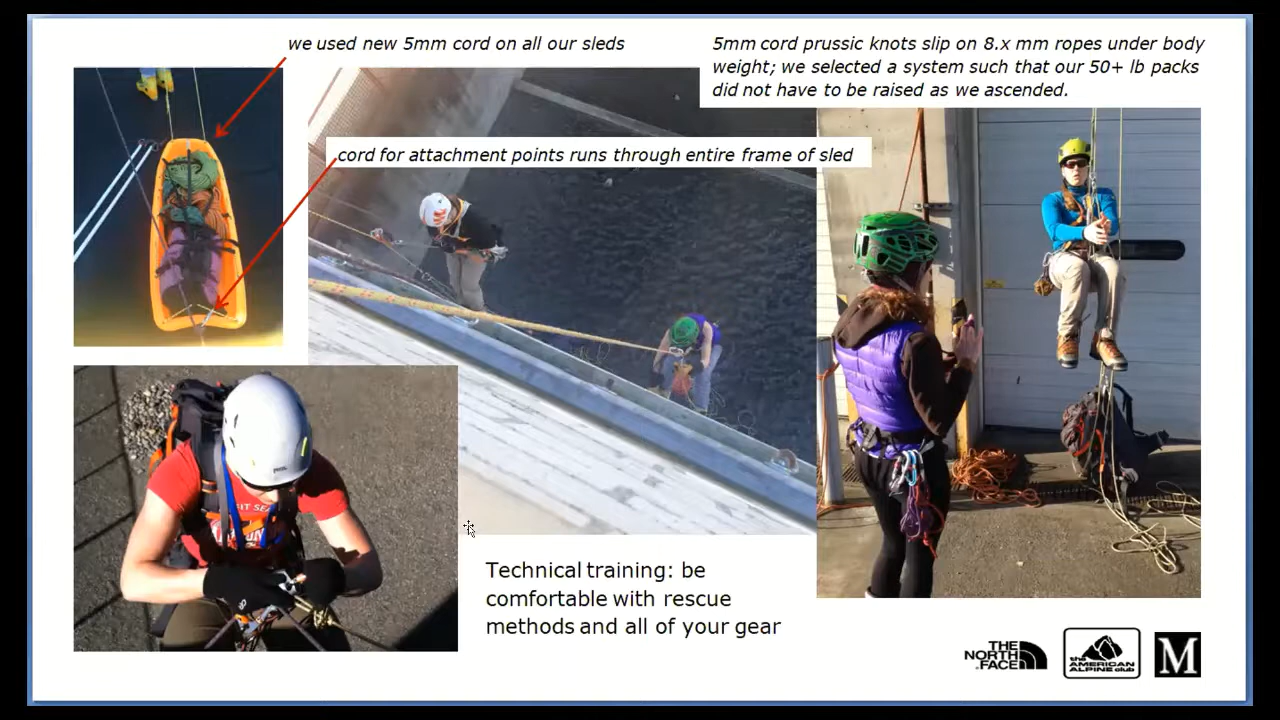 we used new 5mm cord on all our sleds
5mm cord prussic knots slip on 8.x mm ropes under body
weight; we selected a system such that our 50+ lb packs
did not have to be raised as we ascended.
cord for attachment points runs through entire frame of sled
PETZL
Technical training: be
comfortable with rescue
methods and all of your gear
THE
NORTH
FACE
the
AMERICAN
ALPINE club
M